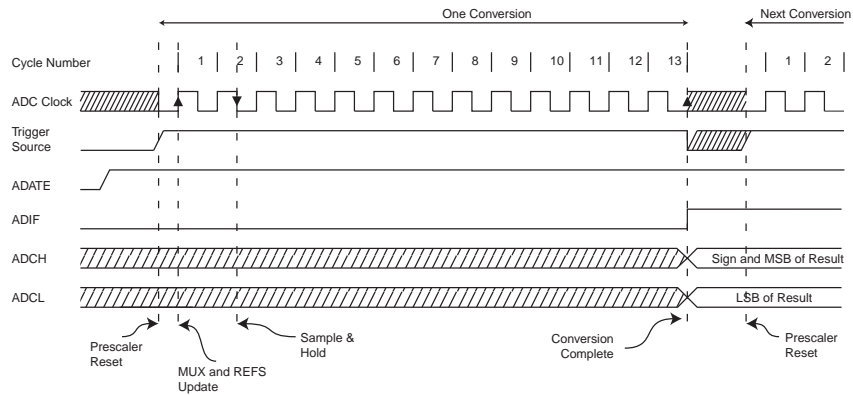 One Conversion
Next Conversion
Cycle Number
1 2 3 4 5 6 7 8 9 10 11 12 13 1 2
ADC Clock
Trigger
Source
ADATE
ADIF
ADCH
Sign and MSB of Result
ADCL
LSB of Result
Prescaler
Reset
MUX and REFS
Update
Sample &
Hold
Conversion
Complete
Prescaler
Reset